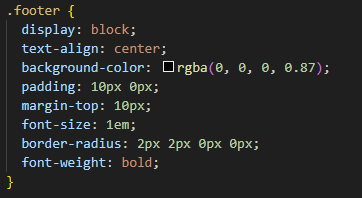 .footer {
display: block;
text-align: center;
background-color: rgba(0, 0, 0, 0.87);
padding: 10px 0px;
margin-top: 10px;
font-size: 1em;
border-radius: 2px 2px 0px 0px;
font-weight: bold;
}